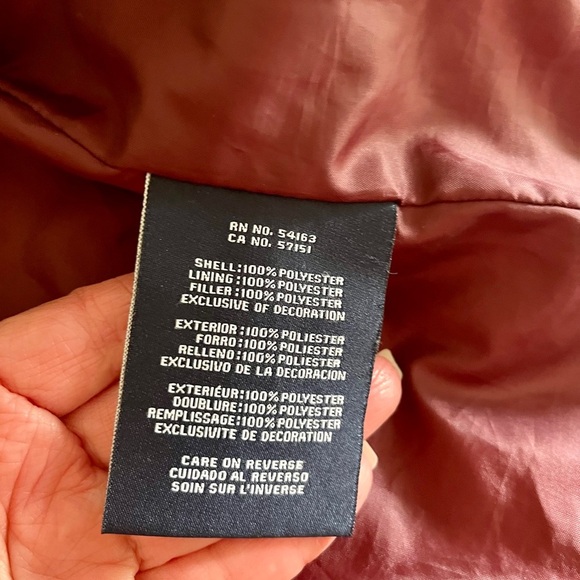 RN NO. 54163
CA NO. 57151
SHELL:100% POLYESTER
LINING:100% POLYESTER
FILLER:100% POLYESTER
EXCLUSIVE OF DECORATION
EXTERIOR:100% POLIESTER
FORRO:100% POLIESTER
RELLENO:100% POLIESTER
EXCLUSIVO DE LA DECORACION
EXTERIÉUR:100% POLYESTER
DOUBLURE:100% POLYESTER
REMPLISSAGE:100% POLYESTER
EXCLUSIVITE DE DECORATION
CARE ON REVERSE
CUIDADO AL REVERSO
SOIN SUR L'INVERSE